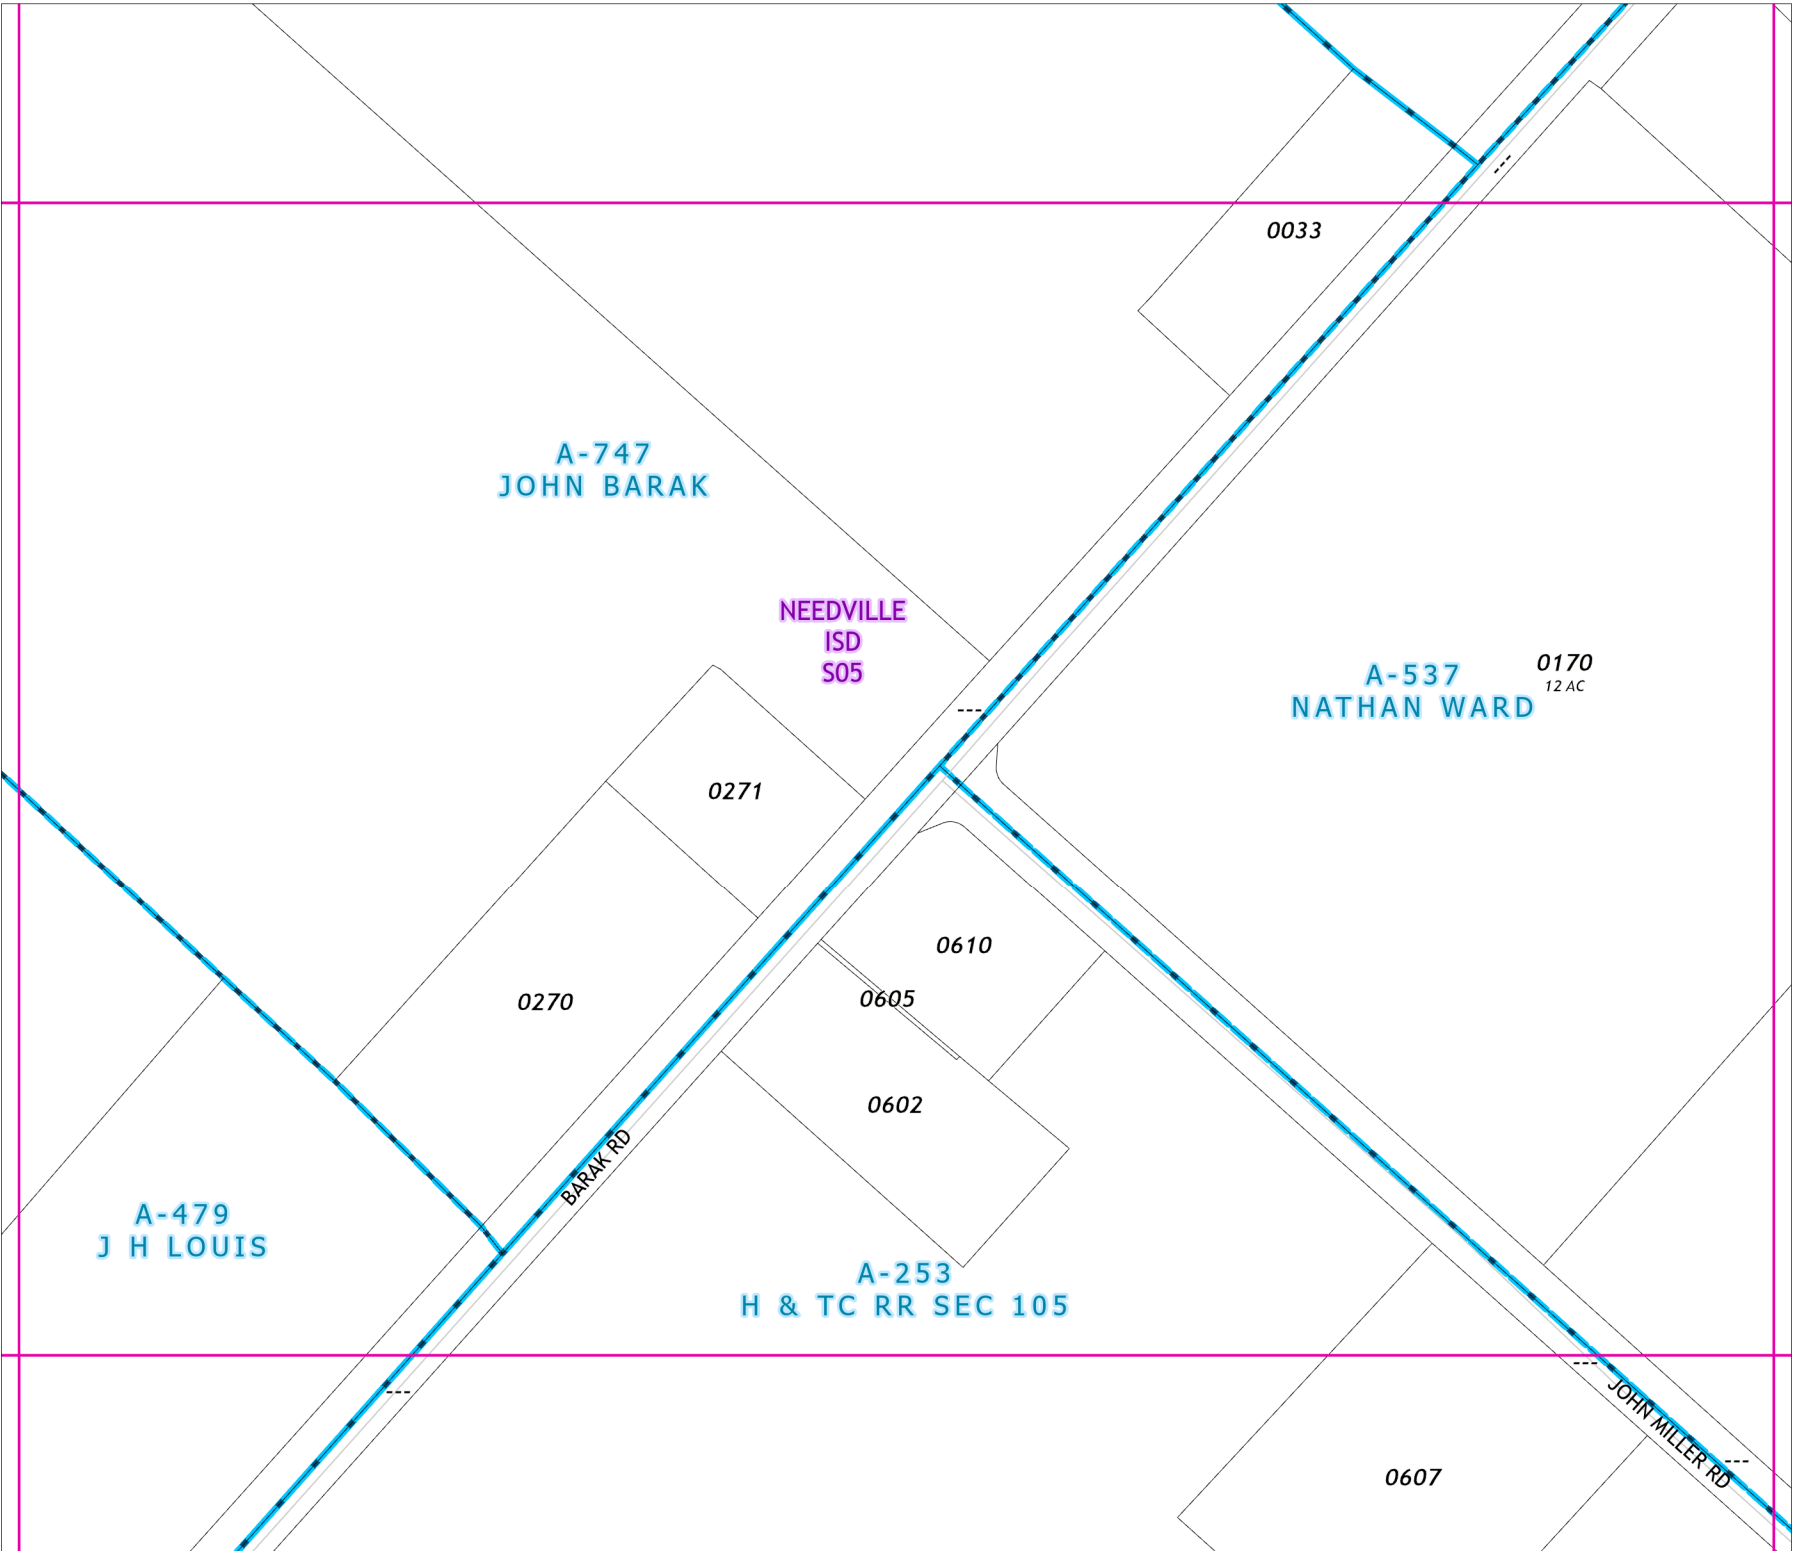 0033
A-747
JOHN BARAK
NEEDVILLE
ISD
S05
0170
12 AC
A-537
NATHAN WARD
0271
0610
0605
0270
0602
BARAK RD
A-479
J H LOUIS
A-253
H & TC RR SEC 105
JOHN MILLER RD
0607